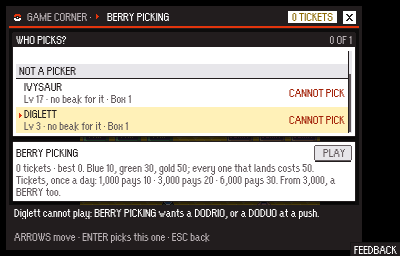 GAME CORNER · BERRY PICKING 0 TICKETS X
WHO PICKS? 0 OF 1
NOT A PICKER
IVYSAUR
Lv 17 · no beak for it · Box 1 CANNOT PICK
DIGLETT
Lv 3 · no beak for it · Box 1 CANNOT PICK
BERRY PICKING PLAY
0 tickets · best 0. Blue 10, green 30, gold 50; every one that lands costs 50.
Tickets, once a day: 1,000 pays 10 · 3,000 pays 20 · 6,000 pays 30. From 3,000, a
BERRY too.
Diglett cannot play: BERRY PICKING wants a DODRIO, or a DODUO at a push.
ARROWS move · ENTER picks this one · ESC back
FEEDBACK